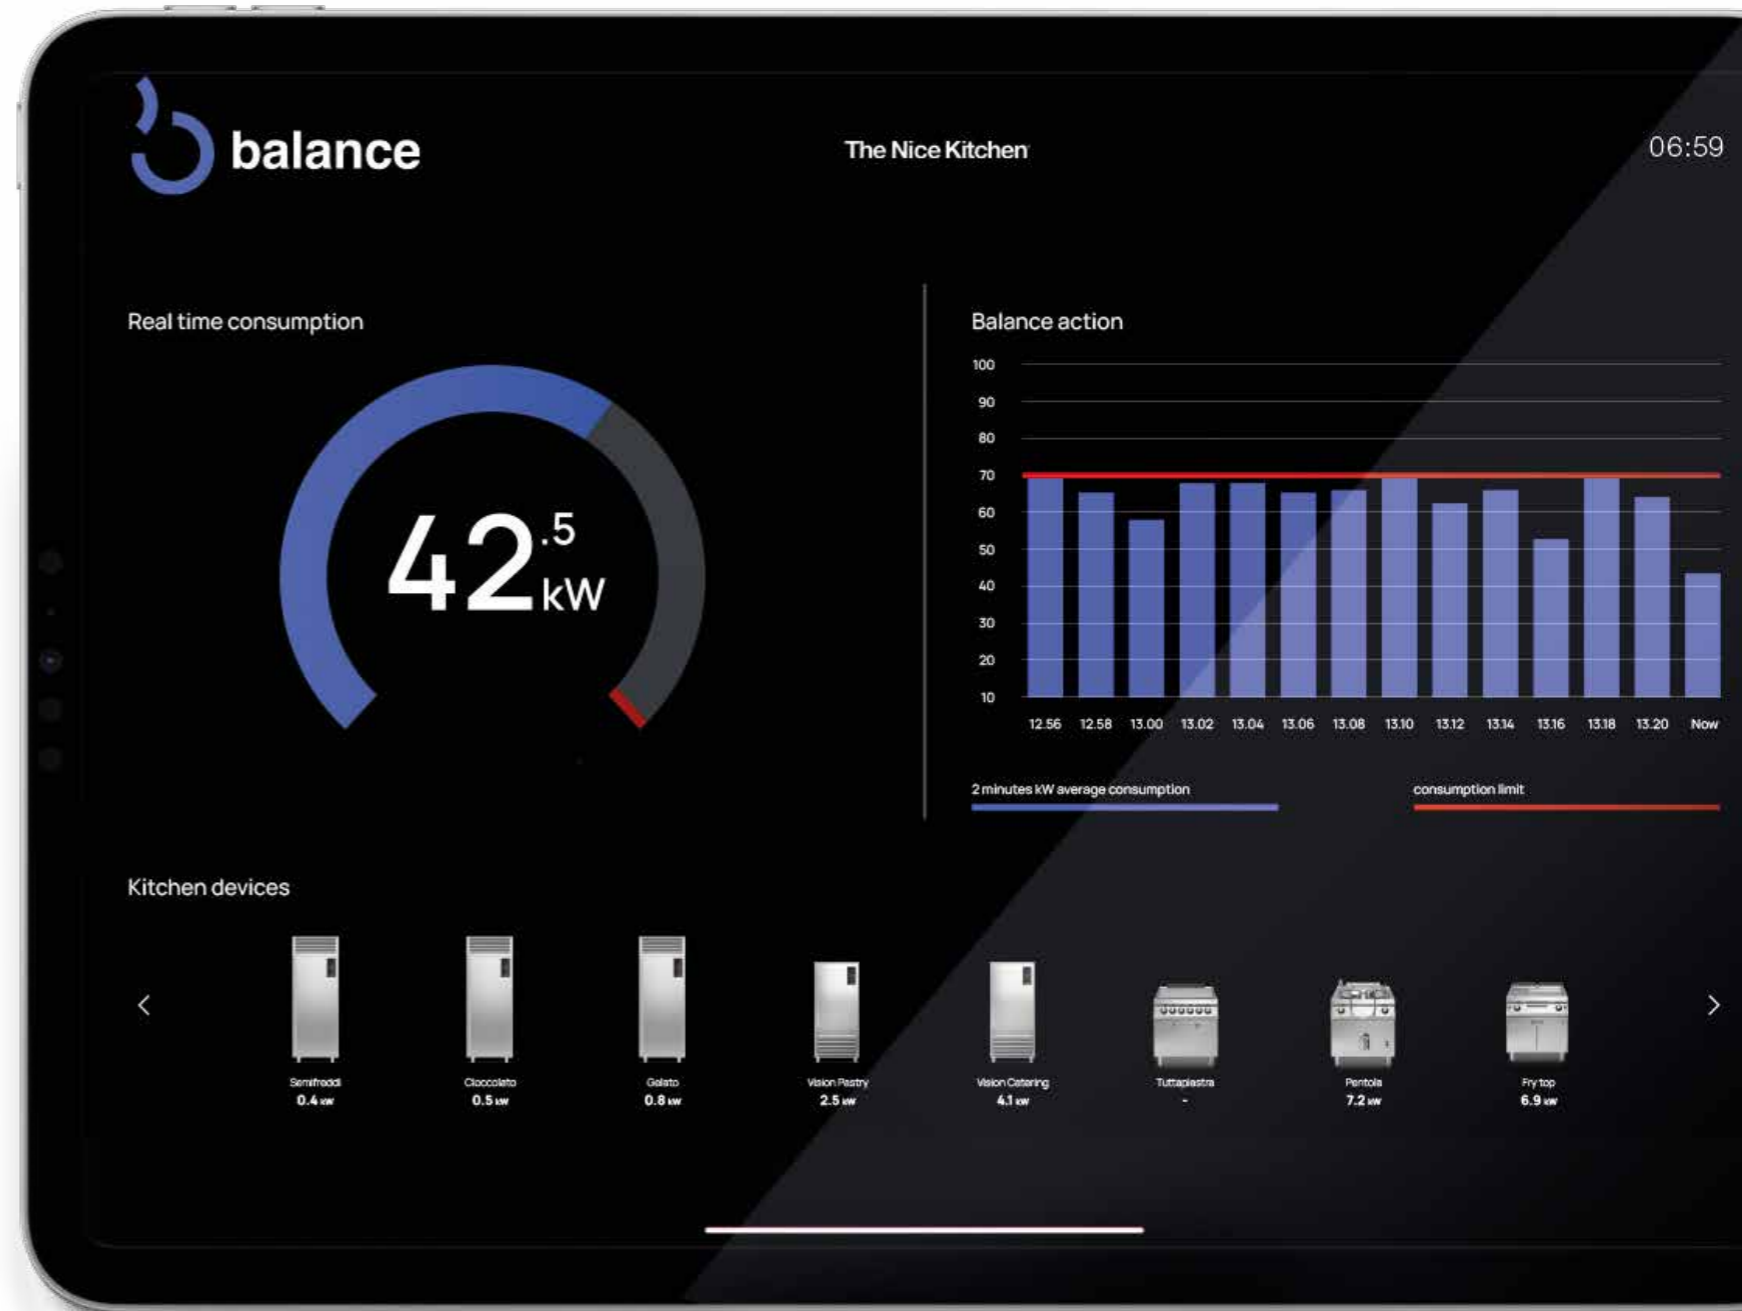 balance
The Nice Kitchen
06:59
Real time consumption
42.5 kW
Balance action
100
90
80
70
60
50
40
30
20
10
12.56 12.58 13.00 13.02 13.04 13.06 13.08 13.10 13.12 13.14 13.16 13.18 13.20 Now
2 minutes kW average consumption
consumption limit
Kitchen devices
Semifreddi
0.4 kW
Cioccolato
0.5 kW
Gelato
0.8 kW
Vision Pastry
2.5 kW
Vision Catering
4.1 kW
Tuttapiastra
-
Pentola
7.2 kW
Fry top
6.9 kW